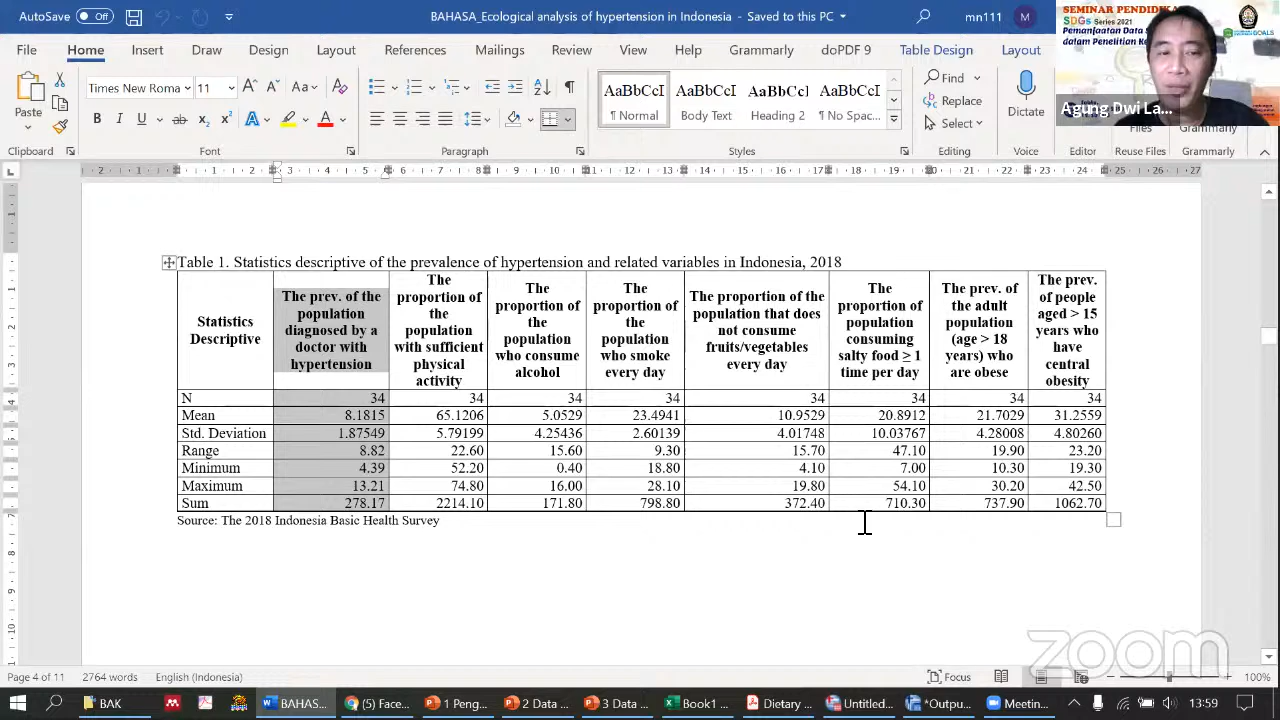 AutoSave Off BAHASA_Ecological analysis of hypertension in Indonesia - Saved to this PC mn111 M
SEMINAR PENDIDIKA
SDGs Series 2021
Pemanfaatan Data S
dalam Penelitian Ke
GOALS
Agung Dwi La...
File Home Insert Draw Design Layout References Mailings Review View Help Grammarly doPDF 9 Table Design Layout
Paste
Times New Roma 11
AaBbCcI AaBbCcI AaBbCcl AaBbCcI
¶ Normal Body Text Heading 2 ¶ No Spac...
Find
Replace
Select
Dictate
Files Grammarly
Editor Reuse Files Grammarly
Clipboard Font Paragraph Styles Editing Voice Editor Reuse Files Grammarly
Table 1. Statistics descriptive of the prevalence of hypertension and related variables in Indonesia, 2018
Statistics
Descriptive
The prev. of the
population
diagnosed by a
doctor with
hypertension
The
proportion of
the
population
with sufficient
physical
activity
The
proportion of
the
population
who consume
alcohol
The
proportion of
the
population
who smoke
every day
The proportion of the
population that does
not consume
fruits/vegetables
every day
The
proportion of
population
consuming
salty food ≥ 1
time per day
The prev. of
the adult
population
(age > 18
years) who
are obese
The prev.
of people
aged > 15
years who
have
central
obesity
N 34 34 34 34 34 34 34 34
Mean 8.1815 65.1206 5.0529 23.4941 10.9529 20.8912 21.7029 31.2559
Std. Deviation 1.87549 5.79199 4.25436 2.60139 4.01748 10.03767 4.28008 4.80260
Range 8.82 22.60 15.60 9.30 15.70 47.10 19.90 23.20
Minimum 4.39 52.20 0.40 18.80 4.10 7.00 10.30 19.30
Maximum 13.21 74.80 16.00 28.10 19.80 54.10 30.20 42.50
Sum 278.17 2214.10 171.80 798.80 372.40 710.30 737.90 1062.70
Source: The 2018 Indonesia Basic Health Survey
zoom
Page 4 of 11 2764 words English (Indonesia) Focus 100%
BAK BAHAS... (5) Face... 1 Peng... 2 Data ... 3 Data ... Book1 ... Dietary ... Untitled... *Outpu... Meetin... 13:59